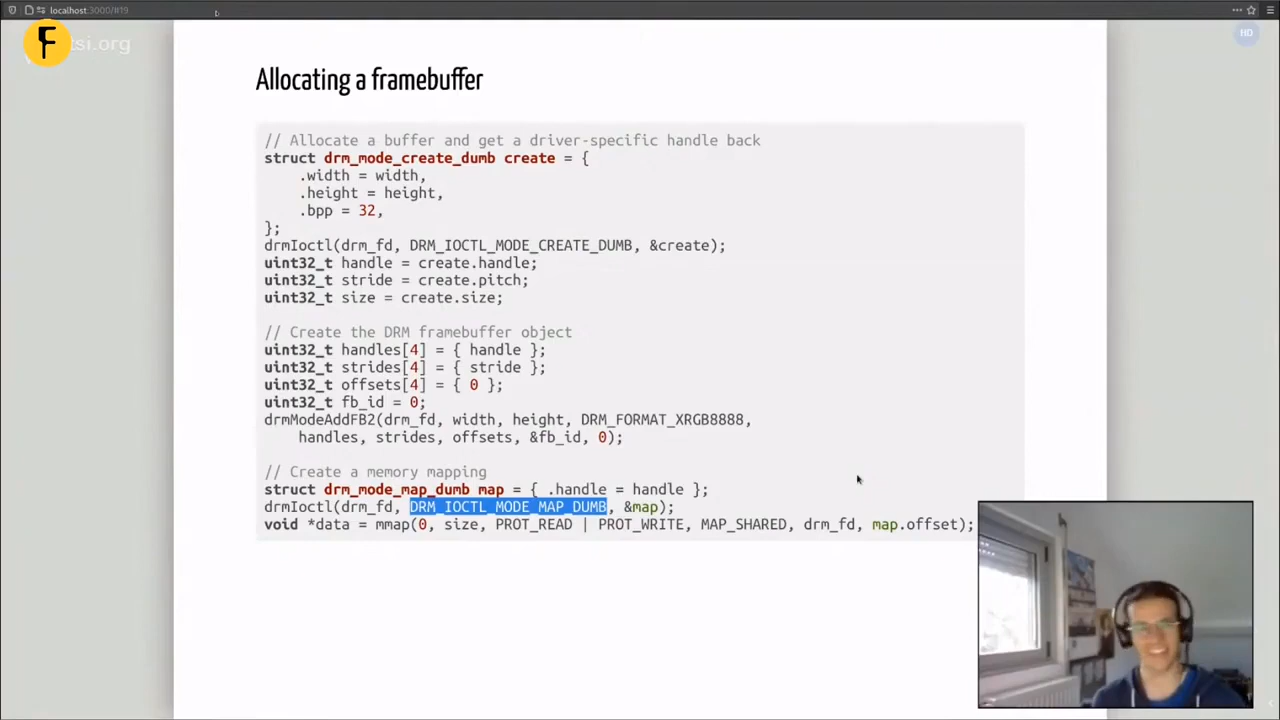 localhost:3000/#19
tsi.org
HD
Allocating a framebuffer
// Allocate a buffer and get a driver-specific handle back
struct drm_mode_create_dumb create = {
    .width = width,
    .height = height,
    .bpp = 32,
};
drmIoctl(drm_fd, DRM_IOCTL_MODE_CREATE_DUMB, &create);
uint32_t handle = create.handle;
uint32_t stride = create.pitch;
uint32_t size = create.size;
// Create the DRM framebuffer object
uint32_t handles[4] = { handle };
uint32_t strides[4] = { stride };
uint32_t offsets[4] = { 0 };
uint32_t fb_id = 0;
drmModeAddFB2(drm_fd, width, height, DRM_FORMAT_XRGB8888,
    handles, strides, offsets, &fb_id, 0);
// Create a memory mapping
struct drm_mode_map_dumb map = { .handle = handle };
drmIoctl(drm_fd, DRM_IOCTL_MODE_MAP_DUMB, &map);
void *data = mmap(0, size, PROT_READ | PROT_WRITE, MAP_SHARED, drm_fd, map.offset);